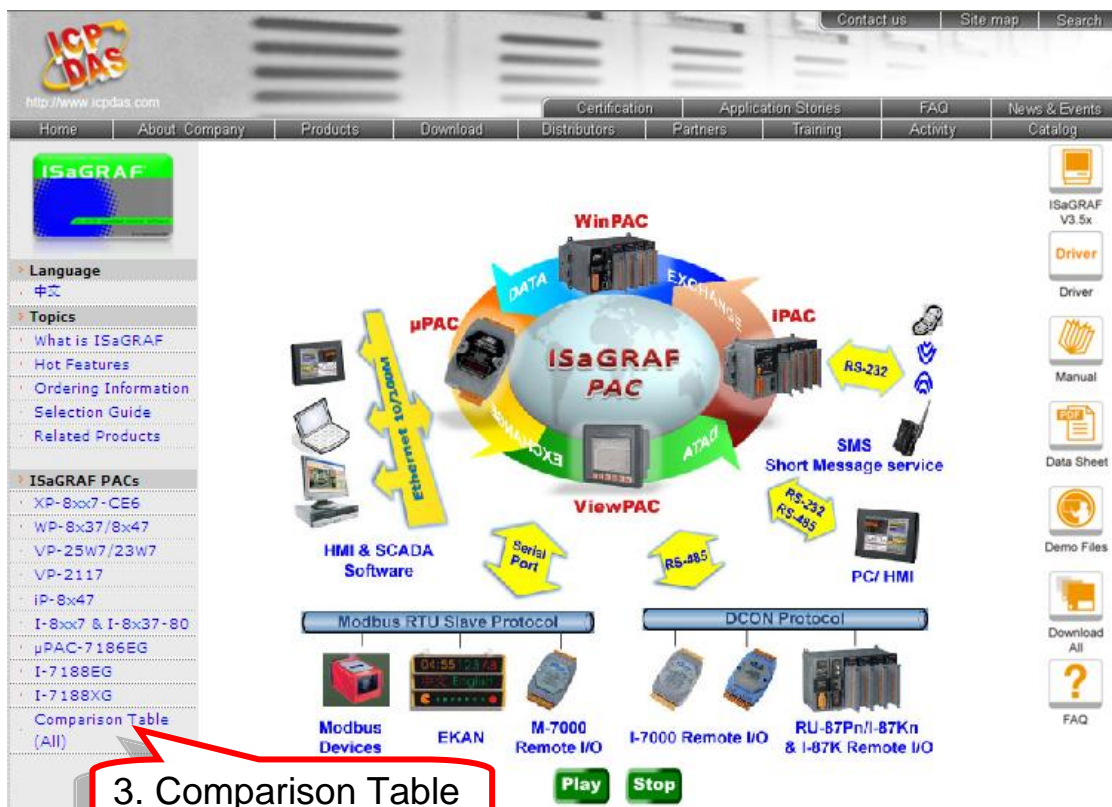 Contact us Site map Search
ICP
DAS
http://www.icpdas.com
Certification Application Stories FAQ News & Events
Home About Company Products Download Distributors Partners Training Activity Catalog
ISaGRAF
Language
中文
Topics
What is ISaGRAF
Hot Features
Ordering Information
Selection Guide
Related Products
ISaGRAF PACs
XP-8xx7-CE6
WP-8x37/8x47
VP-25W7/23W7
VP-2117
iP-8x47
I-8xx7 & I-8x37-80
µPAC-7186EG
I-7188EG
I-7188XG
Comparison Table
(All)
3. Comparison Table
WinPAC
DATA
EXCHANGE
µPAC
iPAC
ISaGRAF
PAC
EXCHANGE
DATA
ViewPAC
Ethernet 10/100M
HMI & SCADA
Software
RS-232
SMS
Short Message service
RS-232
RS-485
PC/ HMI
Serial
Port
RS-485
Modbus RTU Slave Protocol
DCON Protocol
04:55
中文 English
Modbus
Devices
EKAN
M-7000
Remote I/O
I-7000 Remote I/O
RU-87Pn/I-87Kn
& I-87K Remote I/O
Play Stop
ISaGRAF
V3.5x
Driver
Driver
Manual
PDF
Data Sheet
Demo Files
Download
All
?
FAQ